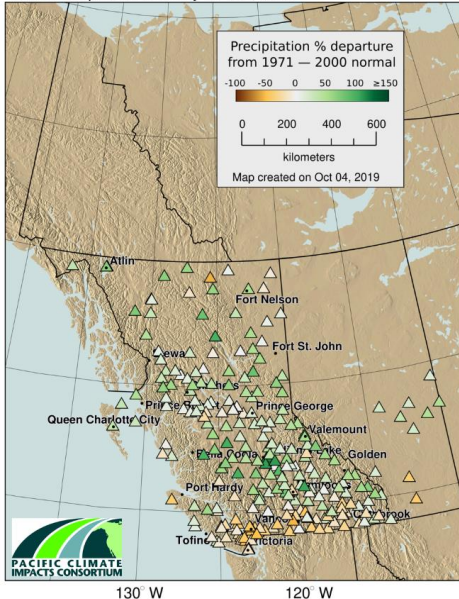 Precipitation % departure
from 1971 — 2000 normal
-100 -50 0 50 100 ≥150
0 200 400 600
kilometers
Map created on Oct 04, 2019
Atlin
Fort Nelson
Fort St. John
Prince George
Queen Charlotte City
Valemount
Bella Coola
Golden
Port Hardy
Tofino
Victoria
PACIFIC CLIMATE
IMPACTS CONSORTIUM
130° W 120° W